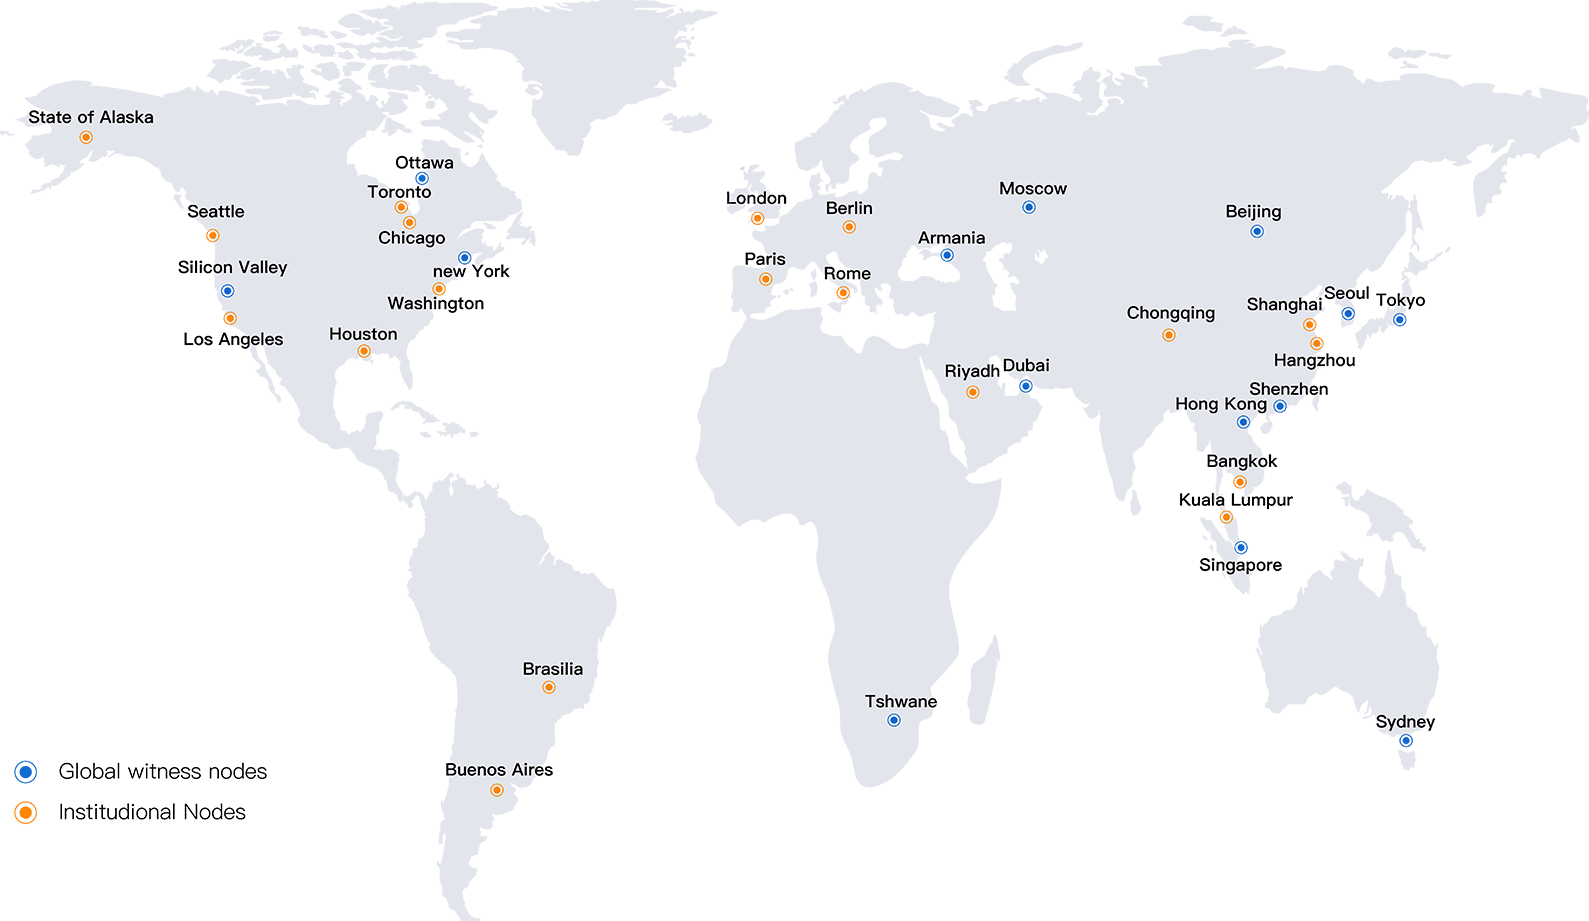 State of Alaska
Ottawa
Toronto
Seattle
Chicago
Silicon Valley
new York
Washington
Los Angeles
Houston
London
Berlin
Moscow
Armania
Paris
Rome
Beijing
Chongqing
Shanghai
Seoul
Tokyo
Hangzhou
Riyadh
Dubai
Shenzhen
Hong Kong
Bangkok
Kuala Lumpur
Singapore
Brasilia
Tshwane
Sydney
Buenos Aires
Global witness nodes
Institudional Nodes